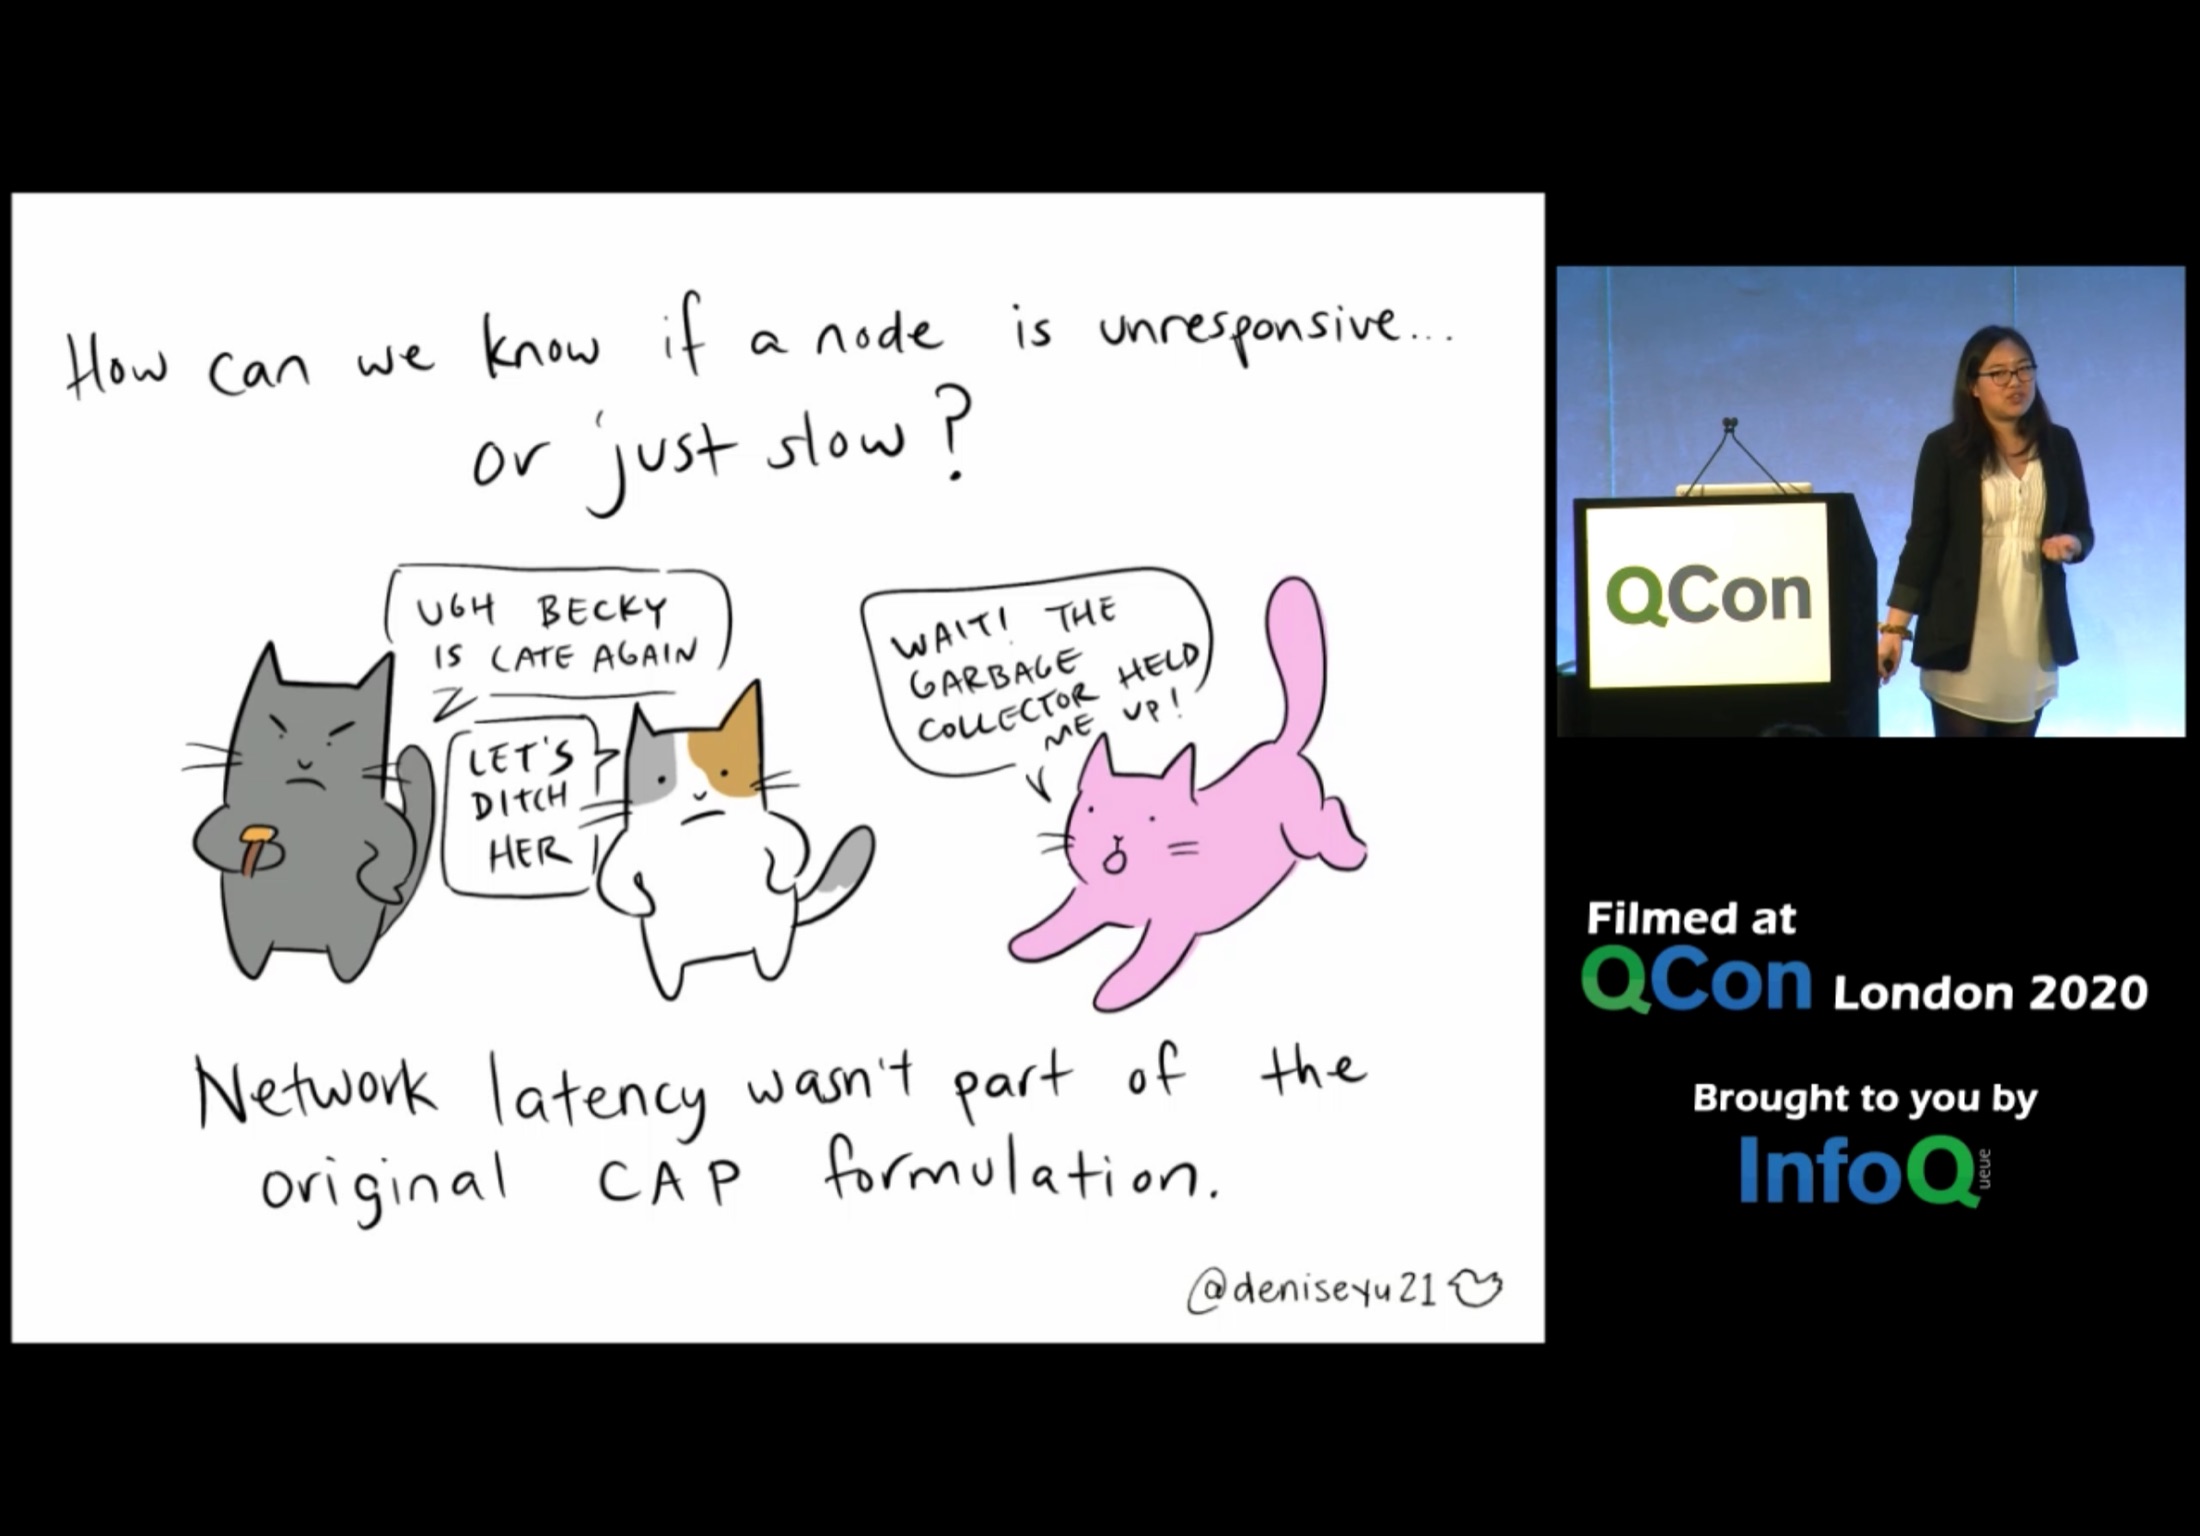 How can we know if a node is unresponsive...
or just slow?
UGH BECKY
IS LATE AGAIN
LET'S
DITCH
HER
WAIT! THE
GARBAGE
COLLECTOR HELD
ME UP!
Network latency wasn't part of the
original CAP formulation.
@deniseyu21
QCon
Filmed at
QCon London 2020
Brought to you by
InfoQ
ueue